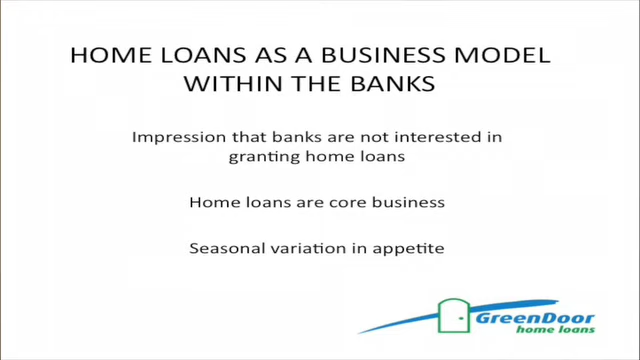 HOME LOANS AS A BUSINESS MODEL
WITHIN THE BANKS
Impression that banks are not interested in
granting home loans
Home loans are core business
Seasonal variation in appetite
GreenDoor
home loans